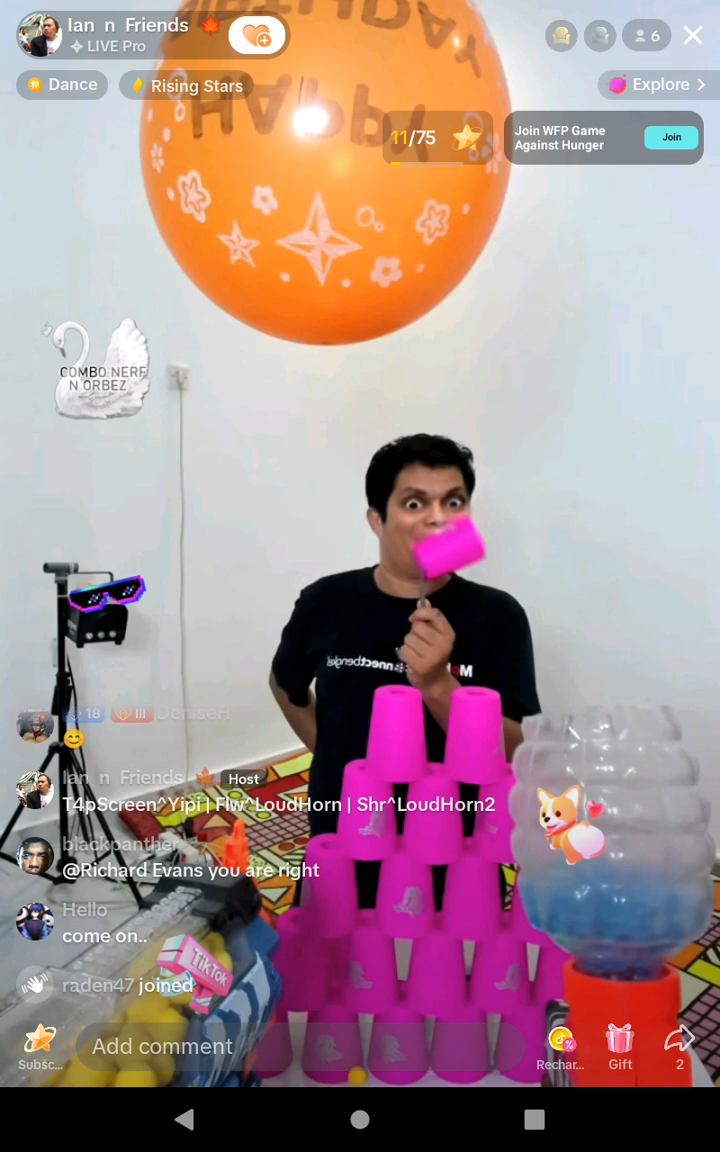 Ian n Friends 🍁
LIVE Pro
6
Dance
Rising Stars
Explore
HAPPY
11/75
Join WFP Game
Against Hunger
Join
COMBO NERF
N ORBEZ
18
III
DeniseH
😊
Ian n Friends 🍁 Host
T4pScreen^Yipi | Flw^LoudHorn | Shr^LoudHorn2
blackpanther
@Richard Evans you are right
Hello
come on..
TikTok
raden47 joined
Add comment
Subsc...
Rechar...
Gift
2